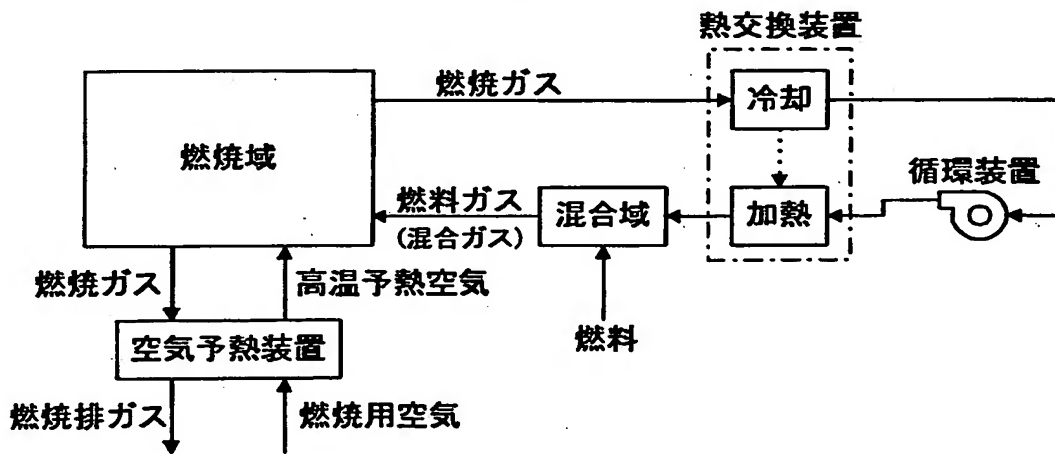 熱交換装置
燃焼ガス
冷却
燃焼域
循環装置
燃料ガス
(混合ガス)
混合域
加熱
燃焼ガス
高温予熱空気
燃料
空気予熱装置
燃焼排ガス
燃焼用空気